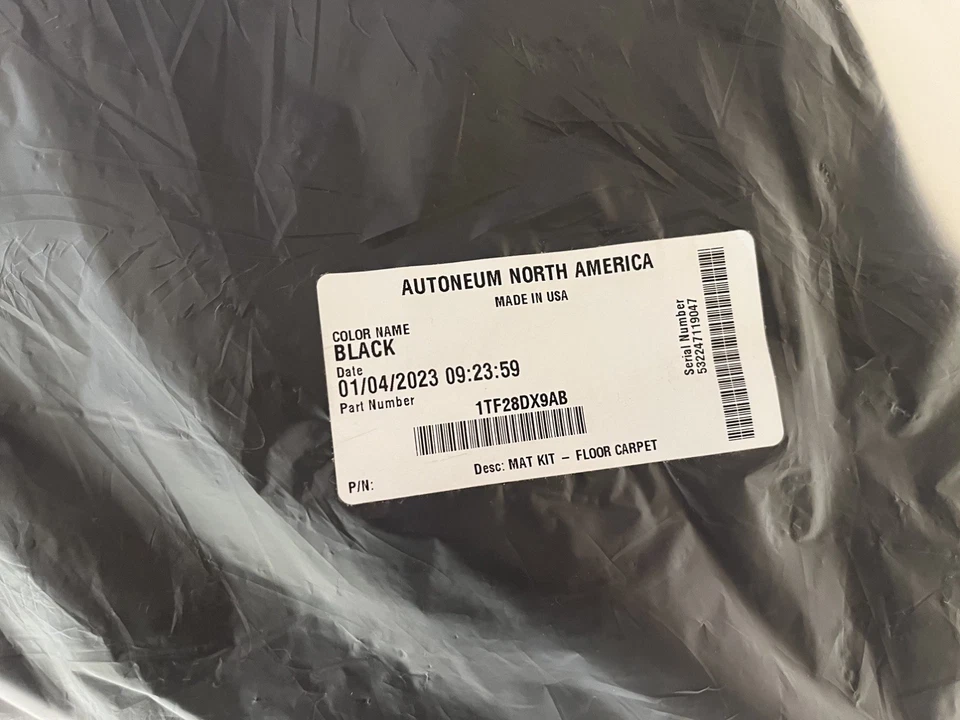 AUTONEUM NORTH AMERICA
MADE IN USA
COLOR NAME
BLACK
Date
01/04/2023 09:23:59
Part Number
1TF28DX9AB
Desc: MAT KIT – FLOOR CARPET
P/N:
Serial Number
532247119047